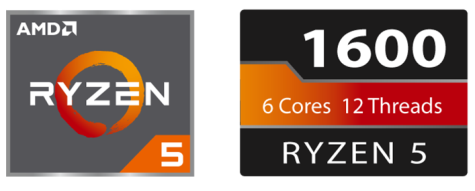 AMD
RYZEN
5
1600
6 Cores 12 Threads
RYZEN 5